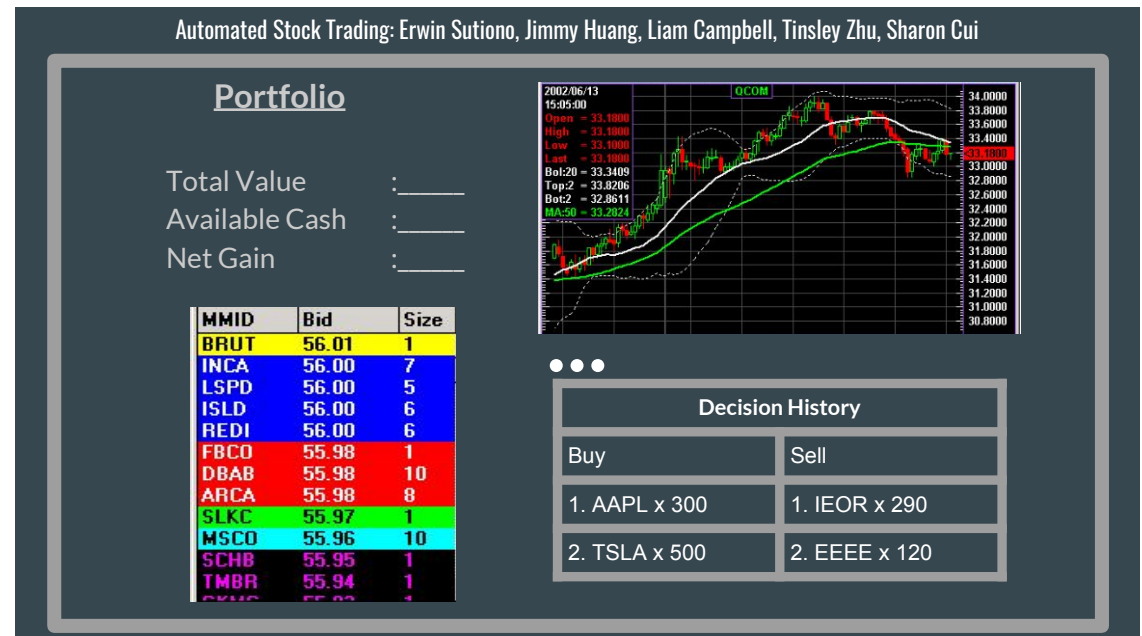 Automated Stock Trading: Erwin Sutiono, Jimmy Huang, Liam Campbell, Tinsley Zhu, Sharon Cui
Portfolio
Total Value :______
Available Cash :______
Net Gain :______
MMID Bid Size
BRUT 56.01 1
INCA 56.00 7
LSPD 56.00 5
ISLD 56.00 6
REDI 56.00 6
FBCO 55.98 1
DBAB 55.98 10
ARCA 55.98 8
SLKC 55.97 1
MSCO 55.96 10
SCHB 55.95 1
TMBR 55.94 1
2002/06/13
15:05:00
Open = 33.1800
High = 33.1800
Low = 33.1000
Last = 33.1800
Bol:20 = 33.3409
Top:2 = 33.8206
Bot:2 = 32.8611
MA:50 = 33.2824
QCOM
34.0000
33.8000
33.6000
33.4000
33.1800
33.0000
32.8000
32.6000
32.4000
32.2000
32.0000
31.8000
31.6000
31.4000
31.2000
31.0000
30.8000
Decision History
Buy Sell
1. AAPL x 300 1. IEOR x 290
2. TSLA x 500 2. EEEE x 120